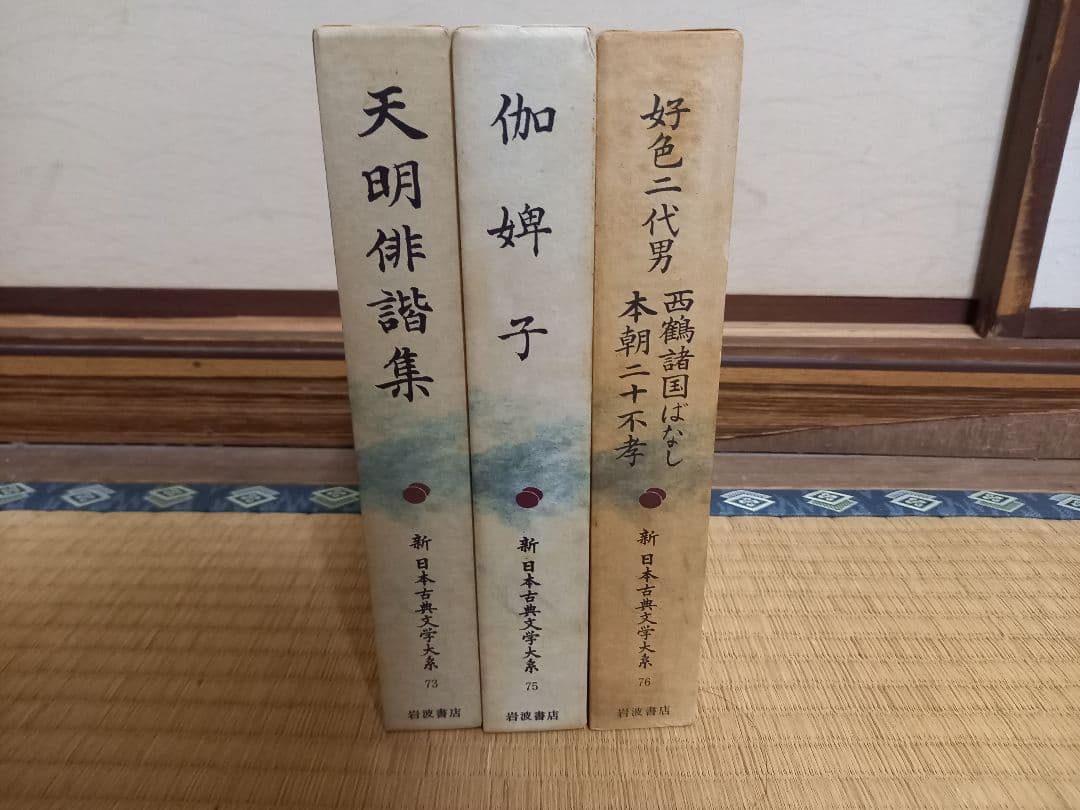 天明俳諧集
新 日本古典文学大系
73
岩波書店
伽婢子
新 日本古典文学大系
75
岩波書店
好色二代男
西鶴諸国ばなし
本朝二十不孝
新 日本古典文学大系
76
岩波書店